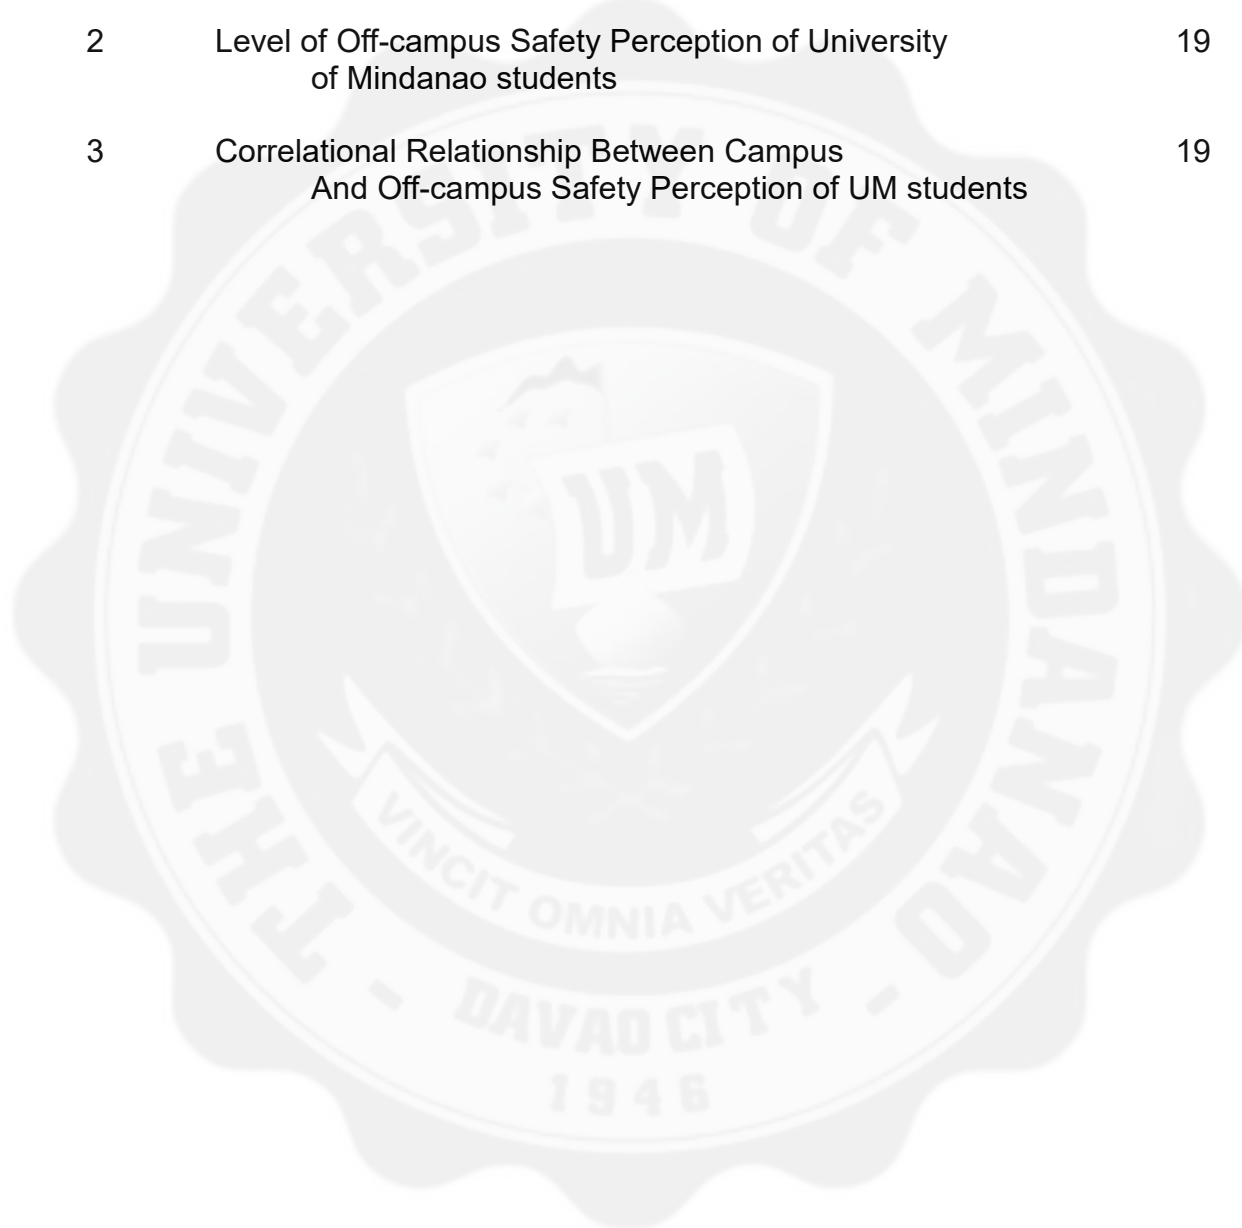 2 Level of Off-campus Safety Perception of University 19
of Mindanao students
3 Correlational Relationship Between Campus 19
And Off-campus Safety Perception of UM students
THE UNIVERSITY OF MINDANAO
UM
VINCIT OMNIA VERITAS
- DAVAO CITY -
1946